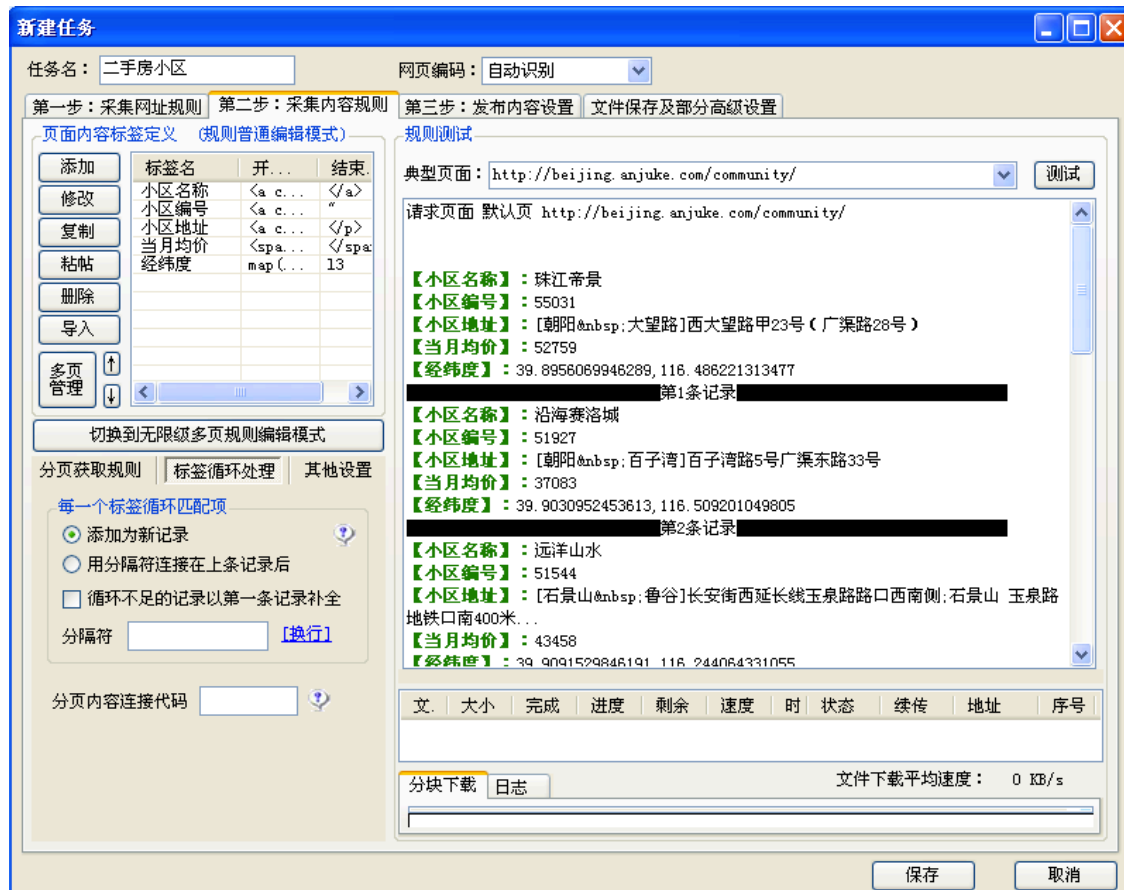 新建任务
任务名： 二手房小区 网页编码： 自动识别
第一步：采集网址规则 第二步：采集内容规则 第三步：发布内容设置 文件保存及部分高级设置
页面内容标签定义 （规则普通编辑模式）
添加
修改
复制
粘帖
删除
导入
多页
管理
标签名 开... 结束.
小区名称 <a c... </a>
小区编号 <a c... "
小区地址 <a c... </p>
当月均价 <spa... </spa
经纬度 map(... 13
切换到无限级多页规则编辑模式
分页获取规则 标签循环处理 其他设置
每一个标签循环匹配项
添加为新记录
用分隔符连接在上条记录后
循环不足的记录以第一条记录补全
分隔符 [换行]
分页内容连接代码
规则测试
典型页面： http://beijing.anjuke.com/community/ 测试
请求页面 默认页 http://beijing.anjuke.com/community/
【小区名称】：珠江帝景
【小区编号】：55031
【小区地址】：[朝阳&nbsp;大望路]西大望路甲23号（广渠路28号）
【当月均价】：52759
【经纬度】：39.8956069946289,116.486221313477
第1条记录
【小区名称】：沿海赛洛城
【小区编号】：51927
【小区地址】：[朝阳&nbsp;百子湾]百子湾路5号广渠东路33号
【当月均价】：37083
【经纬度】：39.9030952453613,116.509201049805
第2条记录
【小区名称】：远洋山水
【小区编号】：51544
【小区地址】：[石景山&nbsp;鲁谷]长安街西延长线玉泉路路口西南侧;石景山 玉泉路
地铁口南400米...
【当月均价】：43458
【经纬度】：39.9091529846191,116.244064331055
文. 大小 完成 进度 剩余 速度 时 状态 续传 地址 序号
分块下载 日志 文件下载平均速度： 0 KB/s
保存 取消